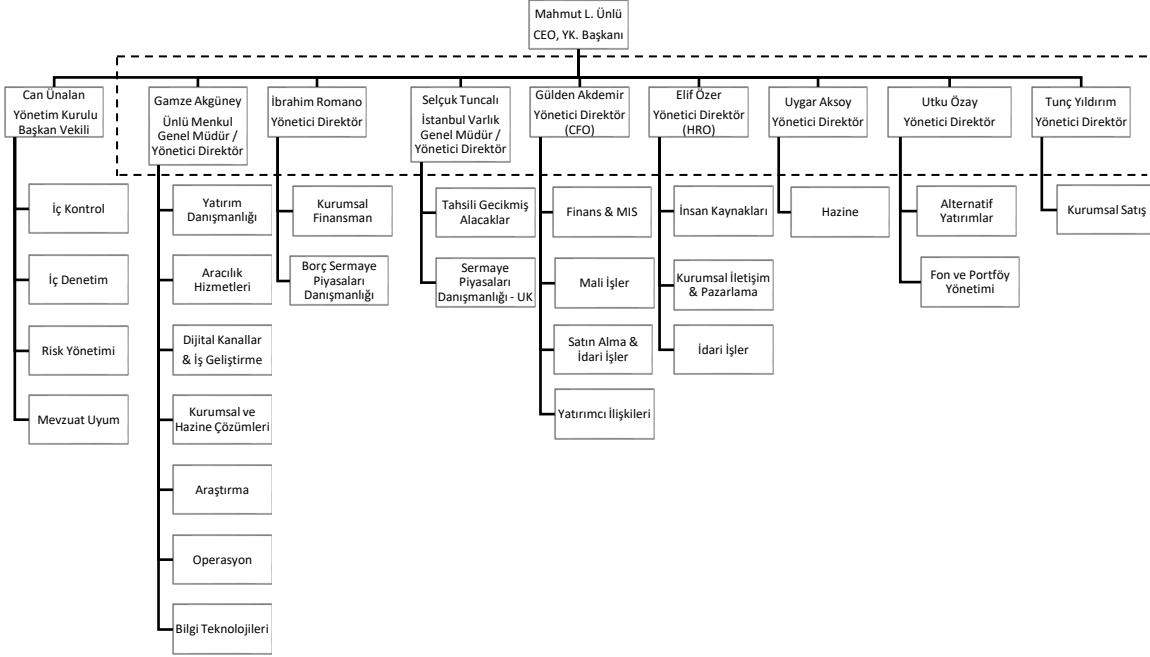 Mahmut L. Ünlü
CEO, YK. Başkanı
Can Ünalan
Yönetim Kurulu
Başkan Vekili
Gamze Akgüney
Ünlü Menkul
Genel Müdür /
Yönetici Direktör
İbrahim Romano
Yönetici Direktör
Selçuk Tuncalı
İstanbul Varlık
Genel Müdür /
Yönetici Direktör
Gülden Akdemir
Yönetici Direktör
(CFO)
Elif Özer
Yönetici Direktör
(HRO)
Uygar Aksoy
Yönetici Direktör
Utku Özay
Yönetici Direktör
Tunç Yıldırım
Yönetici Direktör
İç Kontrol
İç Denetim
Risk Yönetimi
Mevzuat Uyum
Yatırım
Danışmanlığı
Aracılık
Hizmetleri
Dijital Kanallar
& İş Geliştirme
Kurumsal ve
Hazine Çözümleri
Araştırma
Operasyon
Bilgi Teknolojileri
Kurumsal
Finansman
Borç Sermaye
Piyasaları
Danışmanlığı
Tahsili Gecikmiş
Alacaklar
Sermaye
Piyasaları
Danışmanlığı - UK
Finans & MIS
Mali İşler
Satın Alma &
İdari İşler
Yatırımcı İlişkileri
İnsan Kaynakları
Kurumsal İletişim
& Pazarlama
İdari İşler
Hazine
Alternatif
Yatırımlar
Fon ve Portföy
Yönetimi
Kurumsal Satış